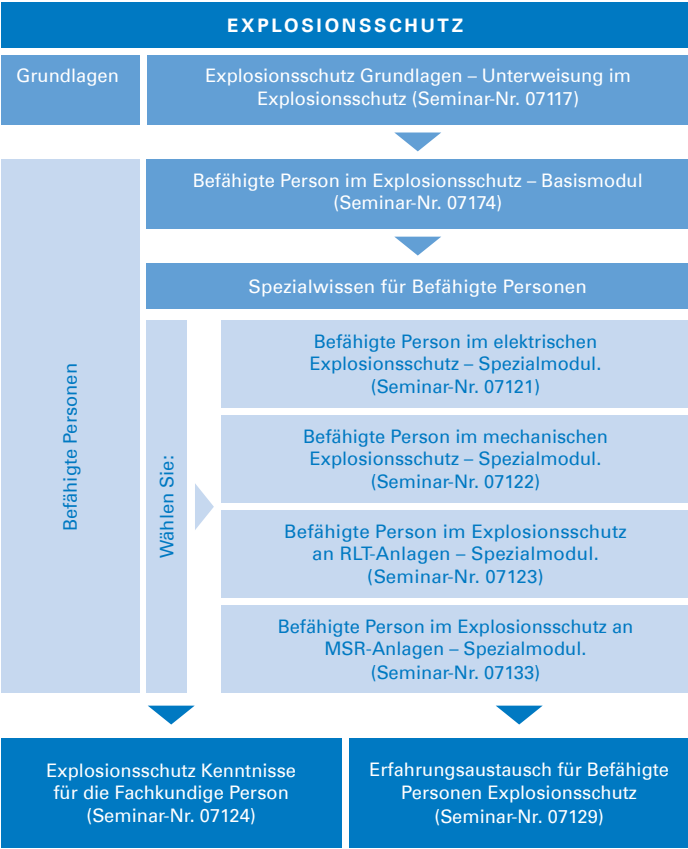 EXPLOSIONSSCHUTZ
Grundlagen
Explosionsschutz Grundlagen – Unterweisung im
Explosionsschutz (Seminar-Nr. 07117)
Befähigte Personen
Befähigte Person im Explosionsschutz – Basismodul
(Seminar-Nr. 07174)
Spezialwissen für Befähigte Personen
Wählen Sie:
Befähigte Person im elektrischen
Explosionsschutz – Spezialmodul.
(Seminar-Nr. 07121)
Befähigte Person im mechanischen
Explosionsschutz – Spezialmodul.
(Seminar-Nr. 07122)
Befähigte Person im Explosionsschutz
an RLT-Anlagen – Spezialmodul.
(Seminar-Nr. 07123)
Befähigte Person im Explosionsschutz an
MSR-Anlagen – Spezialmodul.
(Seminar-Nr. 07133)
Explosionsschutz Kenntnisse
für die Fachkundige Person
(Seminar-Nr. 07124)
Erfahrungsaustausch für Befähigte
Personen Explosionsschutz
(Seminar-Nr. 07129)